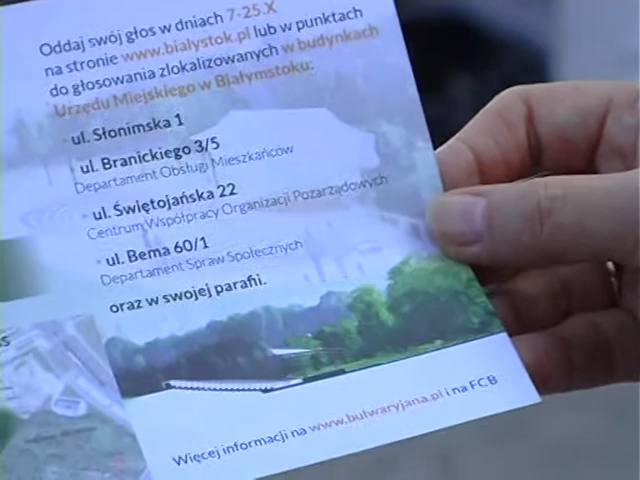 Oddaj swój głos w dniach 7-25.X
na stronie www.bialystok.pl lub w punktach
do głosowania zlokalizowanych w budynkach
Urzędu Miejskiego w Białymstoku:
ul. Słonimska 1
ul. Branickiego 3/5
Departament Obsługi Mieszkańców
ul. Świętojańska 22
Centrum Współpracy Organizacji Pozarządowych
ul. Bema 60/1
Departament Spraw Społecznych
oraz w swojej parafii.
Więcej informacji na www.bulwaryjana.pl i na FCB